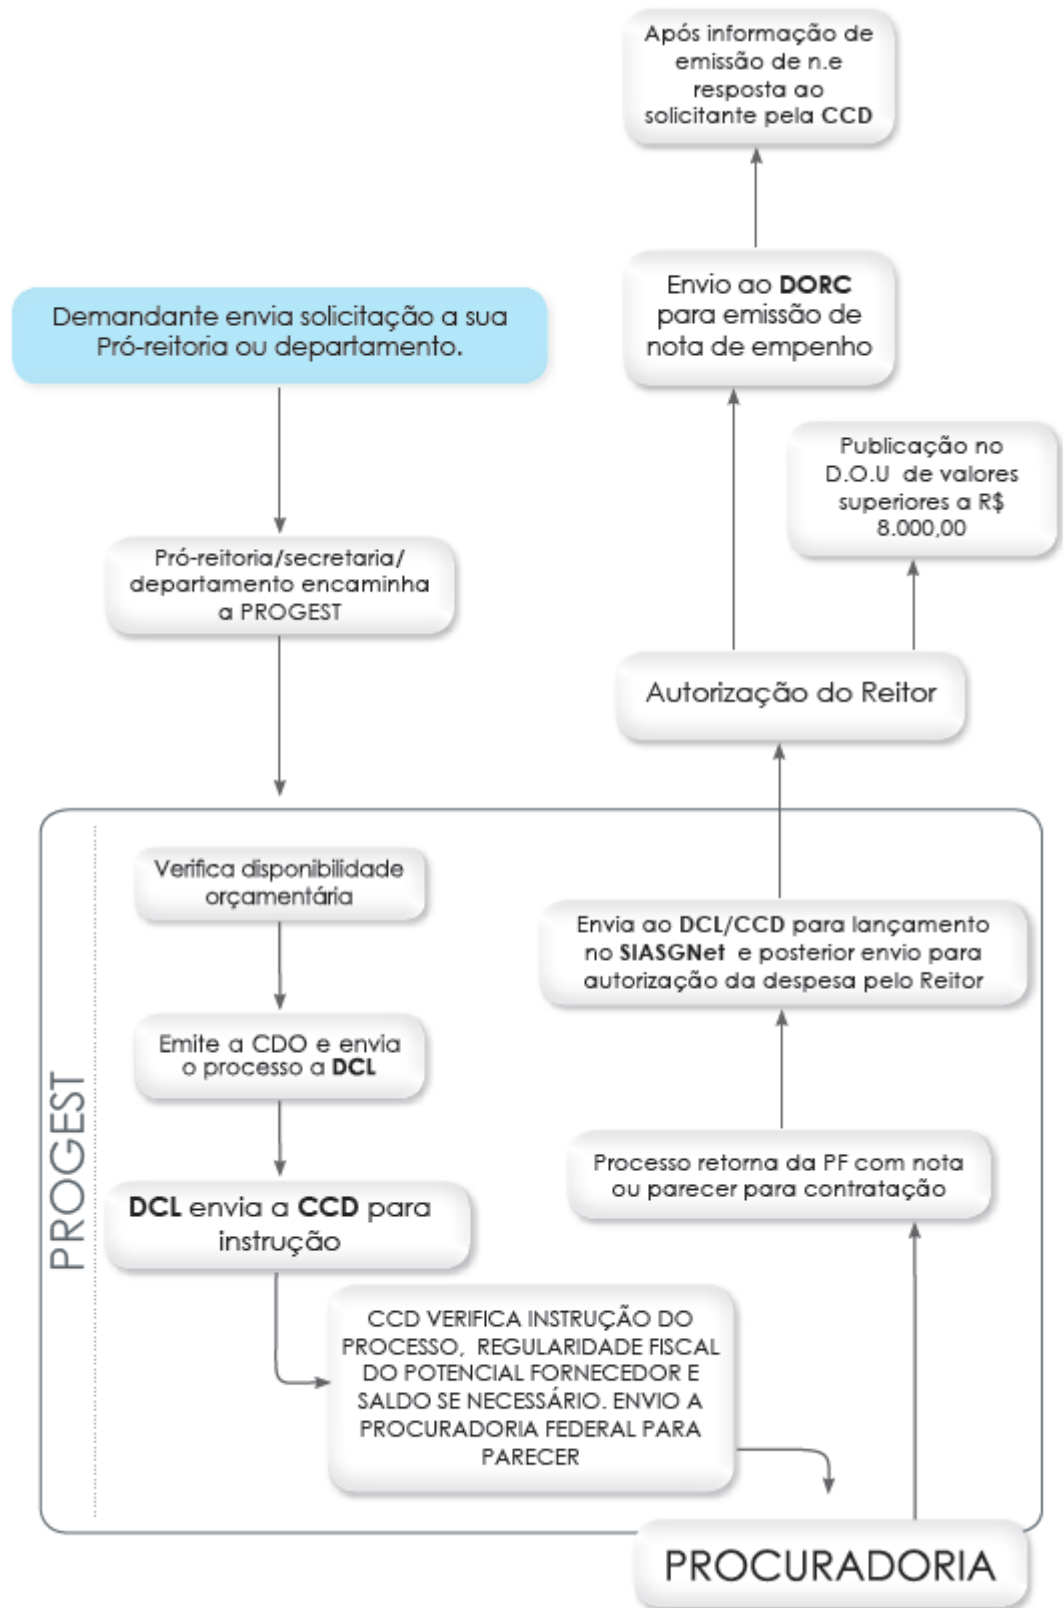 Demandante envia solicitação a sua
Pró-reitoria ou departamento.
Pró-reitoria/secretaria/
departamento encaminha
a PROGEST
PROGEST
Verifica disponibilidade
orçamentária
Emite a CDO e envia
o processo a DCL
DCL envia a CCD para
instrução
CCD VERIFICA INSTRUÇÃO DO
PROCESSO, REGULARIDADE FISCAL
DO POTENCIAL FORNECEDOR E
SALDO SE NECESSÁRIO. ENVIO A
PROCURADORIA FEDERAL PARA
PARECER
PROCURADORIA
Processo retorna da PF com nota
ou parecer para contratação
Envia ao DCL/CCD para lançamento
no SIASGNet e posterior envio para
autorização da despesa pelo Reitor
Autorização do Reitor
Publicação no
D.O.U de valores
superiores a R$
8.000,00
Envio ao DORC
para emissão de
nota de empenho
Após informação de
emissão de n.e
resposta ao
solicitante pela CCD